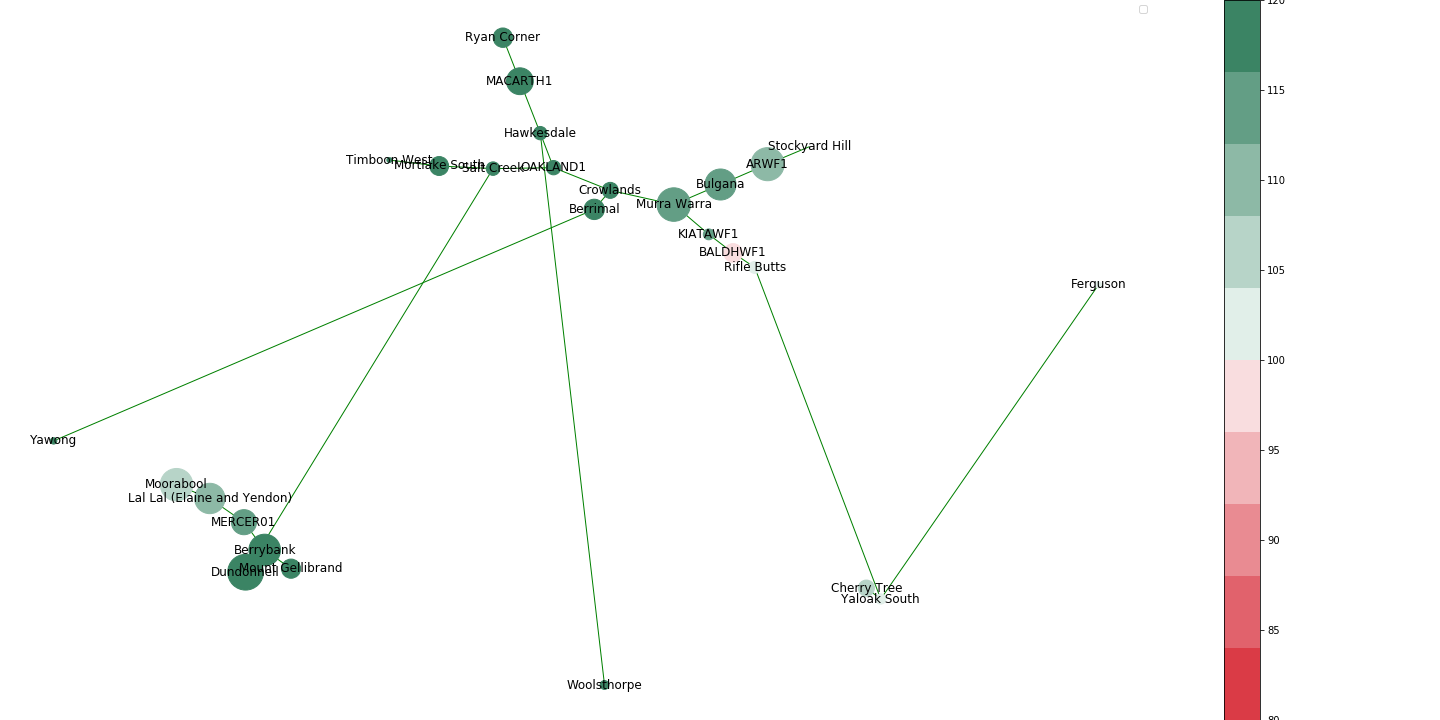 120
Ryan Corner
MACARTH1
115
Hawkesdale
Stockyard Hill
Timboon West
Mortlake South
Salt Creek
OAKLAND1
ARWF1
110
Bulgana
Crowlands
Murra Warra
Berrimal
KIATAWF1
BALDHWF1
Rifle Butts
105
Ferguson
100
Yawong
95
Moorabool
Lal Lal (Elaine and Yendon)
MERCER01
90
Berrybank
Mount Gellibrand
Dundonnell
Cherry Tree
Yaloak South
85
Woolsthorpe
80